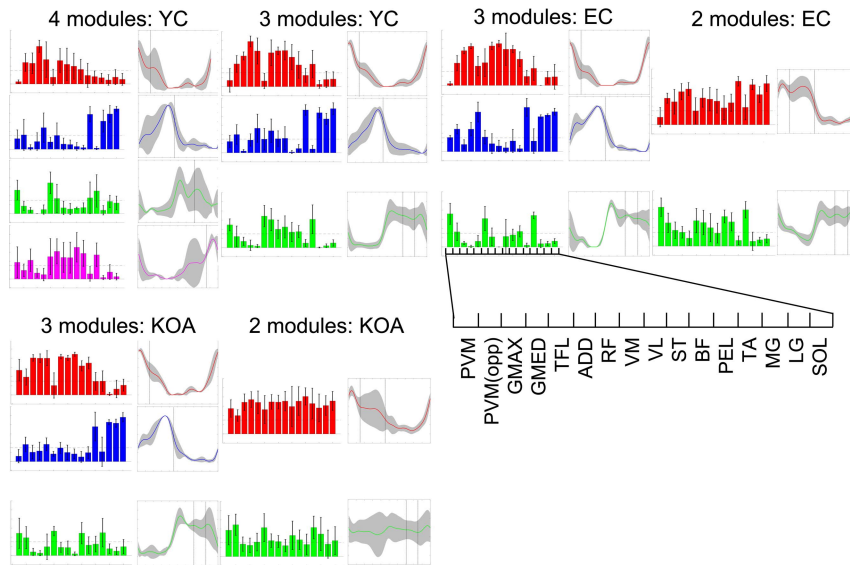 4 modules: YC
3 modules: YC
3 modules: EC
2 modules: EC
3 modules: KOA
2 modules: KOA
PVM
PVM(opp)
GMAX
GMED
TFL
ADD
RF
VM
VL
ST
BF
PEL
TA
MG
LG
SOL